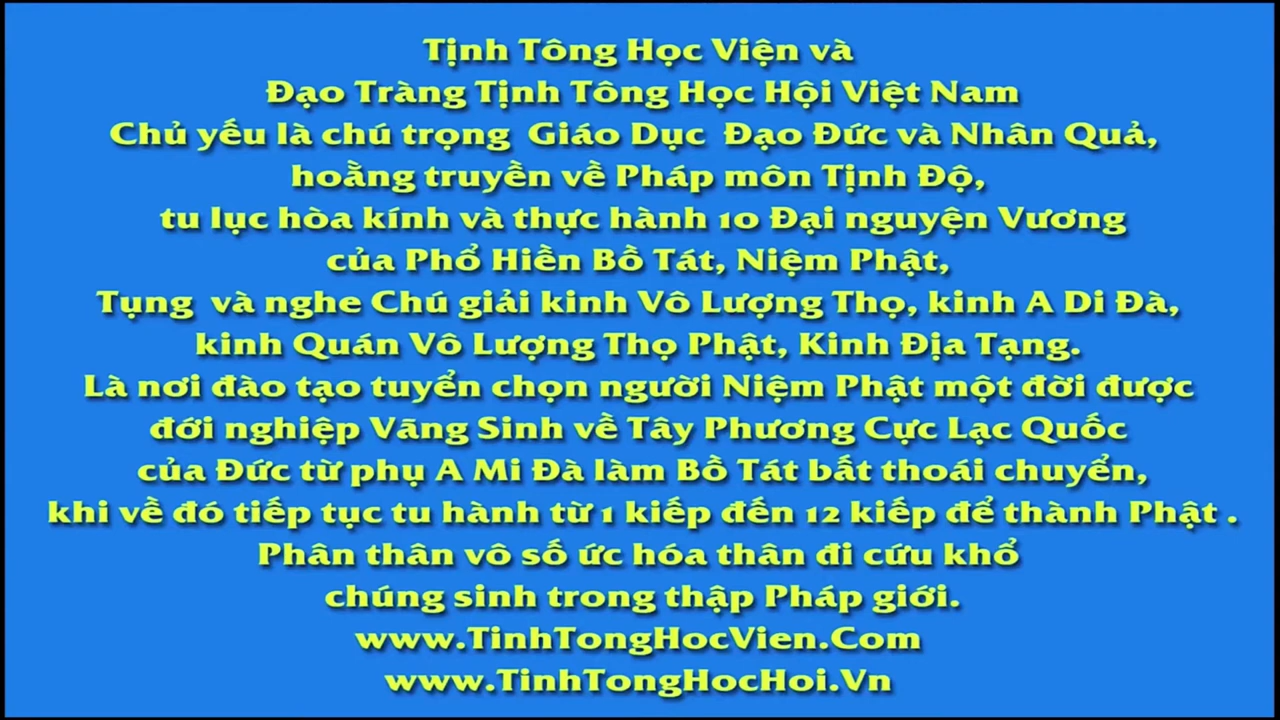 Tịnh Tông Học Viện và
Đạo Tràng Tịnh Tông Học Hội Việt Nam
Chủ yếu là chú trọng Giáo Dục Đạo Đức và Nhân Quả,
hoằng truyền về Pháp môn Tịnh Độ,
tu lục hòa kính và thực hành 10 Đại nguyện Vương
của Phổ Hiền Bồ Tát, Niệm Phật,
Tụng và nghe Chú giải kinh Vô Lượng Thọ, kinh A Di Đà,
kinh Quán Vô Lượng Thọ Phật, Kinh Địa Tạng.
Là nơi đào tạo tuyển chọn người Niệm Phật một đời được
đới nghiệp Vãng Sinh về Tây Phương Cực Lạc Quốc
của Đức từ phụ A Mi Đà làm Bồ Tát bất thoái chuyển,
khi về đó tiếp tục tu hành từ 1 kiếp đến 12 kiếp để thành Phật .
Phân thân vô số ức hóa thân đi cứu khổ
chúng sinh trong thập Pháp giới.
www.TinhTongHocVien.Com
www.TinhTongHocHoi.Vn